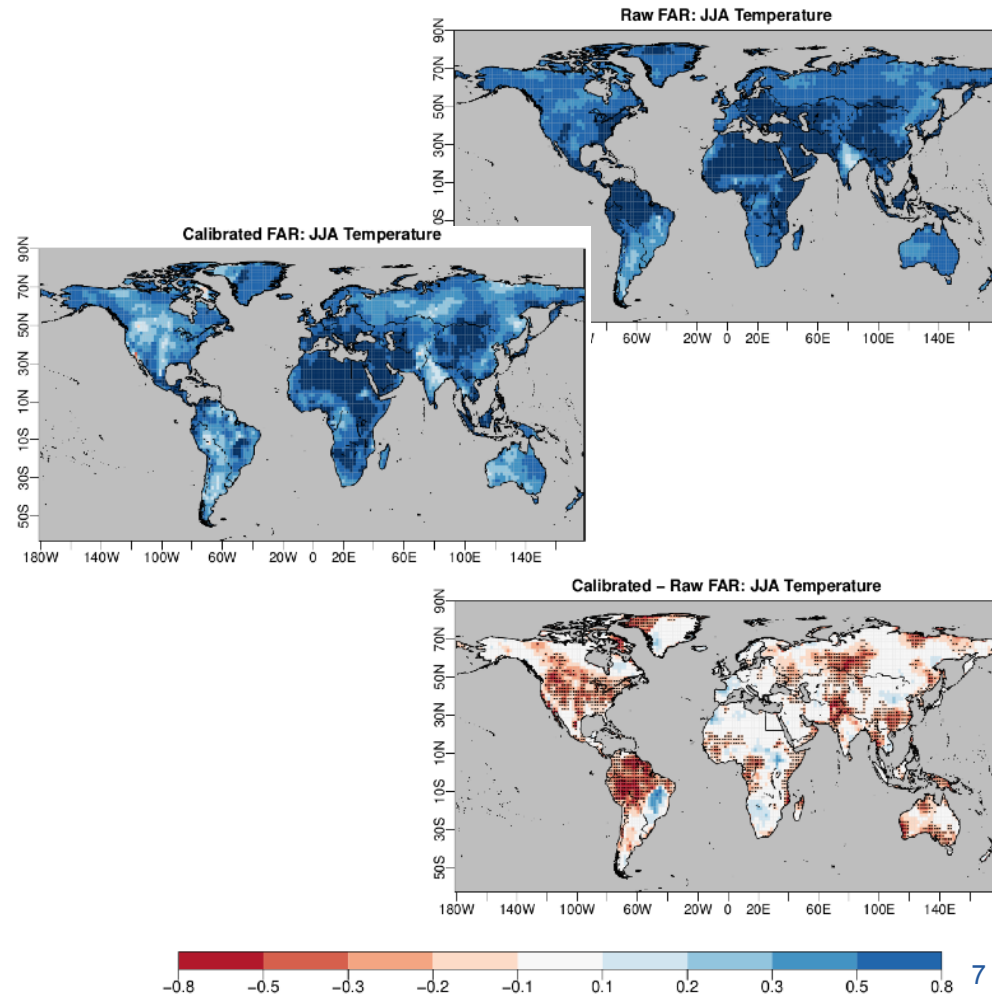 Raw FAR: JJA Temperature
90N
70N
50N
30N
10N
0S
60W 20W 0 20E 60E 100E 140E
Calibrated FAR: JJA Temperature
90N
70N
50N
30N
10N
10S
30S
50S
180W 140W 100W 60W 20W 0 20E 60E 100E 140E
Calibrated − Raw FAR: JJA Temperature
90N
70N
50N
30N
10N
10S
30S
50S
180W 140W 100W 60W 20W 0 20E 60E 100E 140E
−0.8 −0.5 −0.3 −0.2 −0.1 0.1 0.2 0.3 0.5 0.8
7